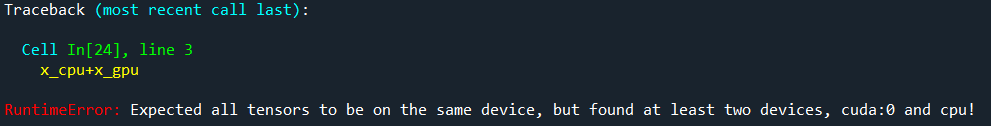 Traceback (most recent call last):
Cell In[24], line 3
x_cpu+x_gpu
RuntimeError: Expected all tensors to be on the same device, but found at least two devices, cuda:0 and cpu!